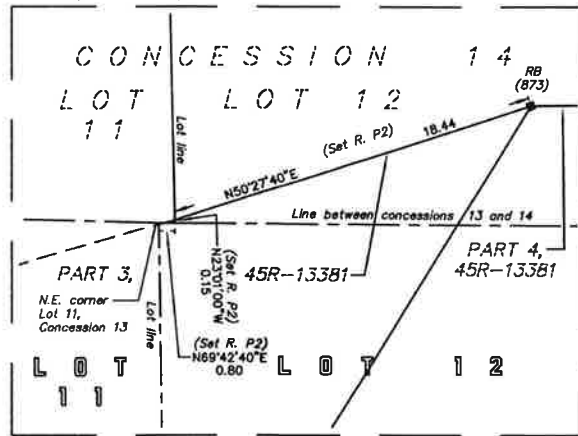 CONCESSION 14
LOT 11
LOT 12
RB
(873)
Lot line
(Set R. P2)
18.44
N50°27'40"E
Line between concessions 13 and 14
PART 3,
45R-13381
PART 4,
45R-13381
(Set R. P2)
N23°01'00"W
0.15
N.E. corner
Lot 11,
Concession 13
Lot line
(Set R. P2)
N69°42'40"E
0.80
LOT
11
LOT 12